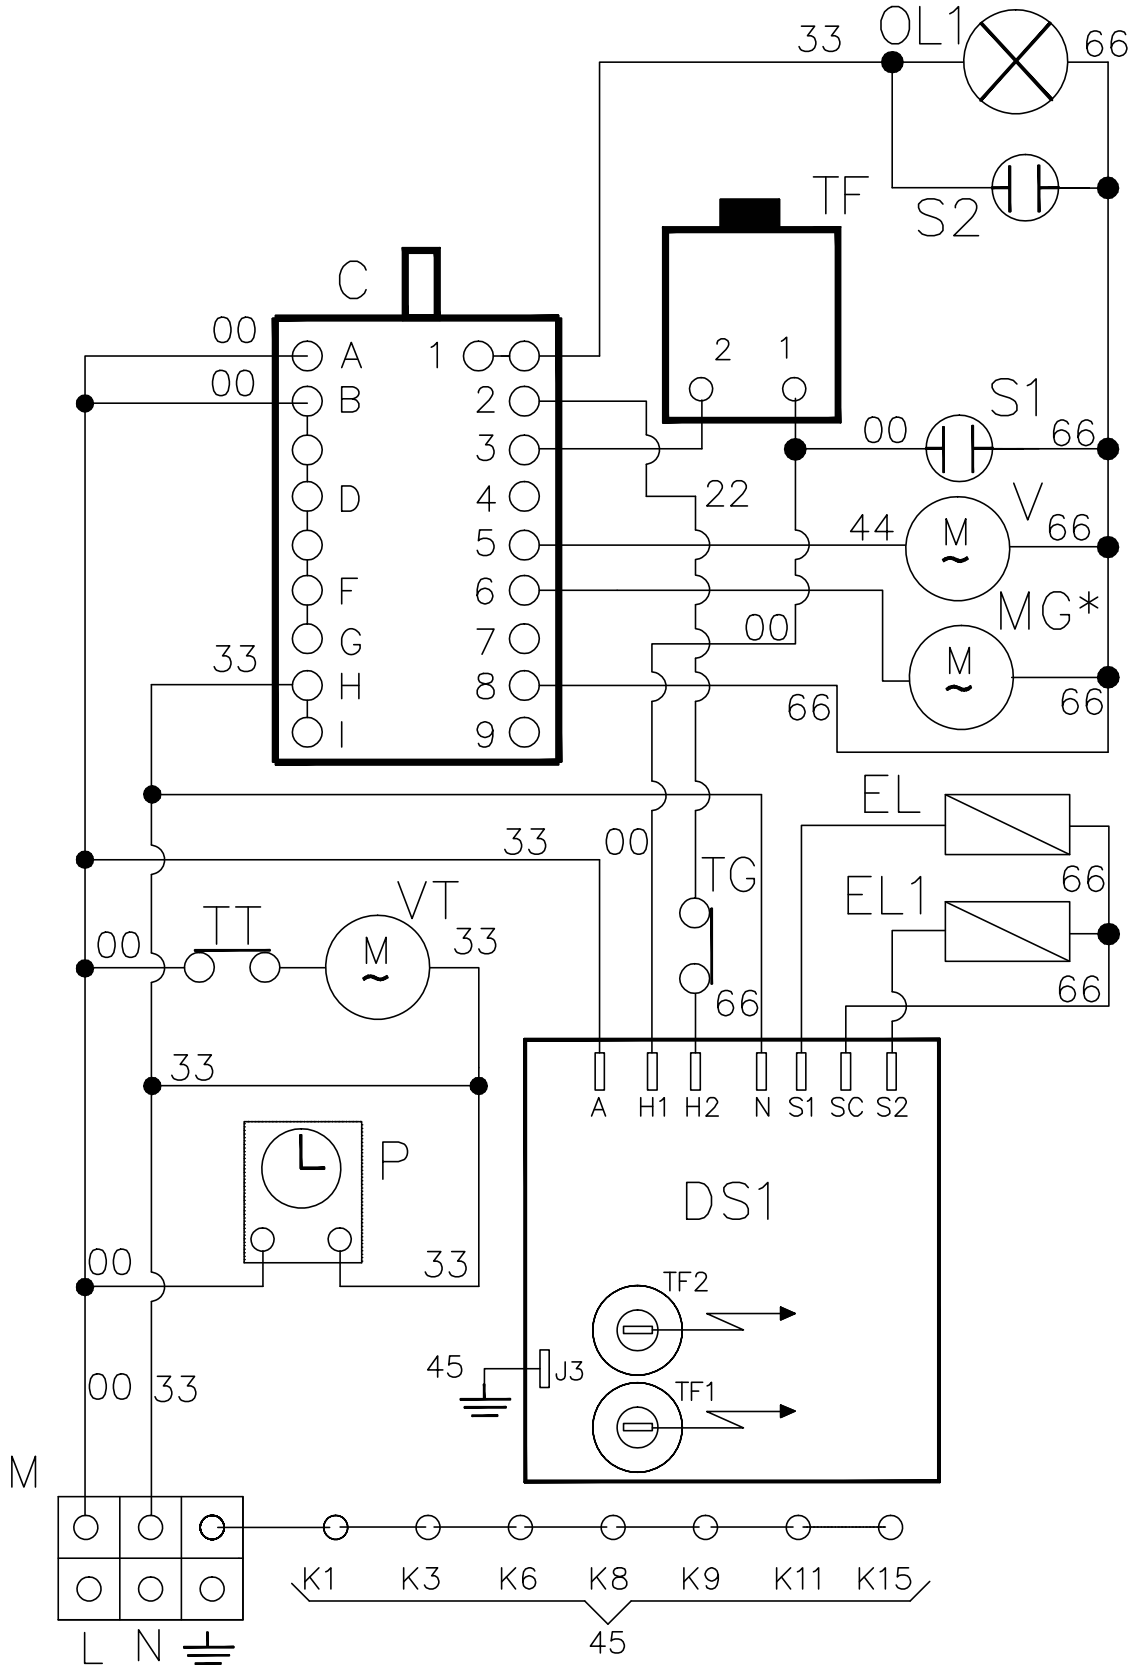 33 OL1 66
TF
S2
C
00 A 1
2 1
00 B 2
S1
3 00 66
D 4 22 V
5 44 M 66
F 6 MG*
G 7 00
33 H 8 M 66
66
I 9
EL
33 00
66
TG
EL1
VT
TT
00 M 33
66 66
33
A H1 H2 N S1 SC S2
P
DS1
00 33
TF2
45 J3
00 33 TF1
M
K1 K3 K6 K8 K9 K11 K15
L N 45